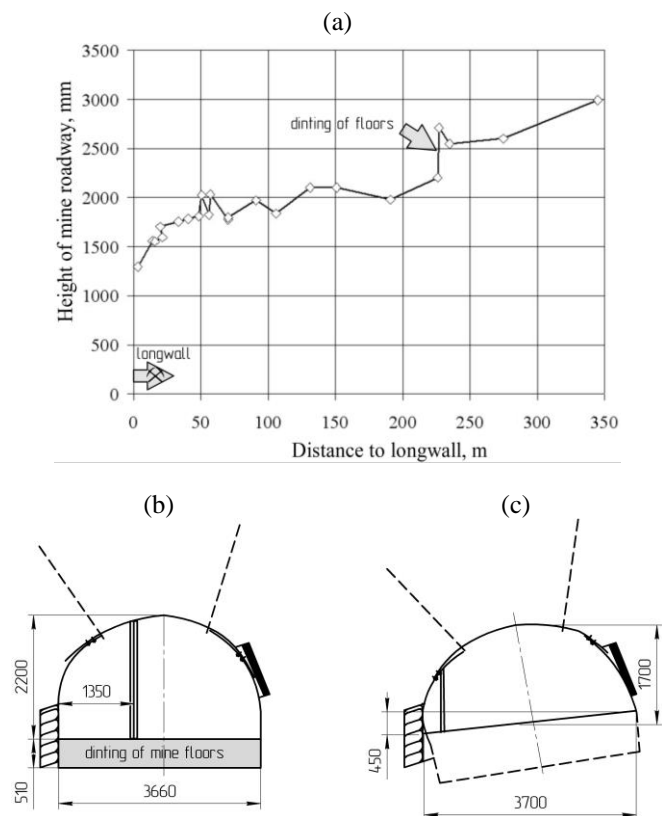 (a)
3500
3000
2500
2000
1500
1000
500
0
Height of mine roadway, mm
dinting of floors
longwall
0 50 100 150 200 250 300 350
Distance to longwall, m
(b)
(c)
2200
1350
dinting of mine floors
510
3660
1700
450
3700